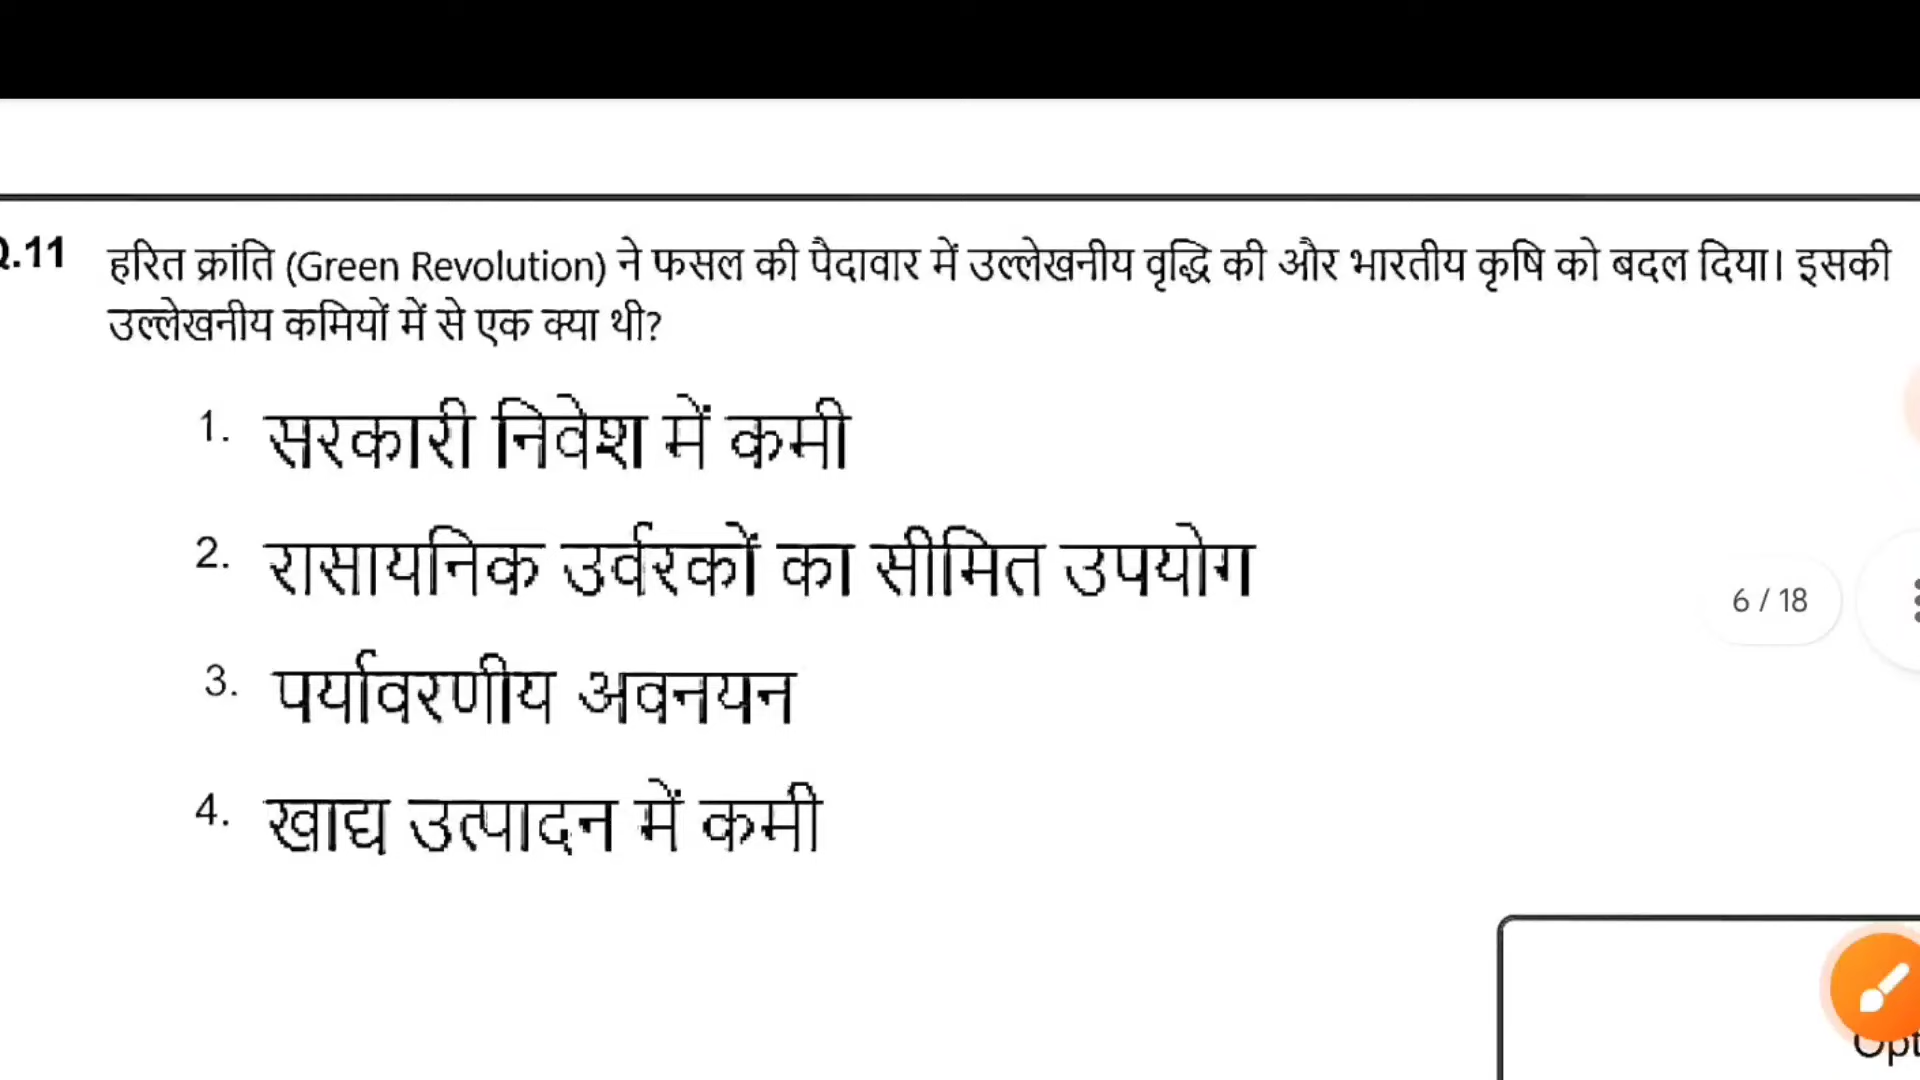 .11 हरित क्रांति (Green Revolution) ने फसल की पैदावार में उल्लेखनीय वृद्धि की और भारतीय कृषि को बदल दिया। इसकी
उल्लेखनीय कमियों में से एक क्या थी?
1. सरकारी निवेश में कमी
2. रासायनिक उर्वरकों का सीमित उपयोग
6 / 18
3. पर्यावरणीय अवनयन
4. खाद्य उत्पादन में कमी